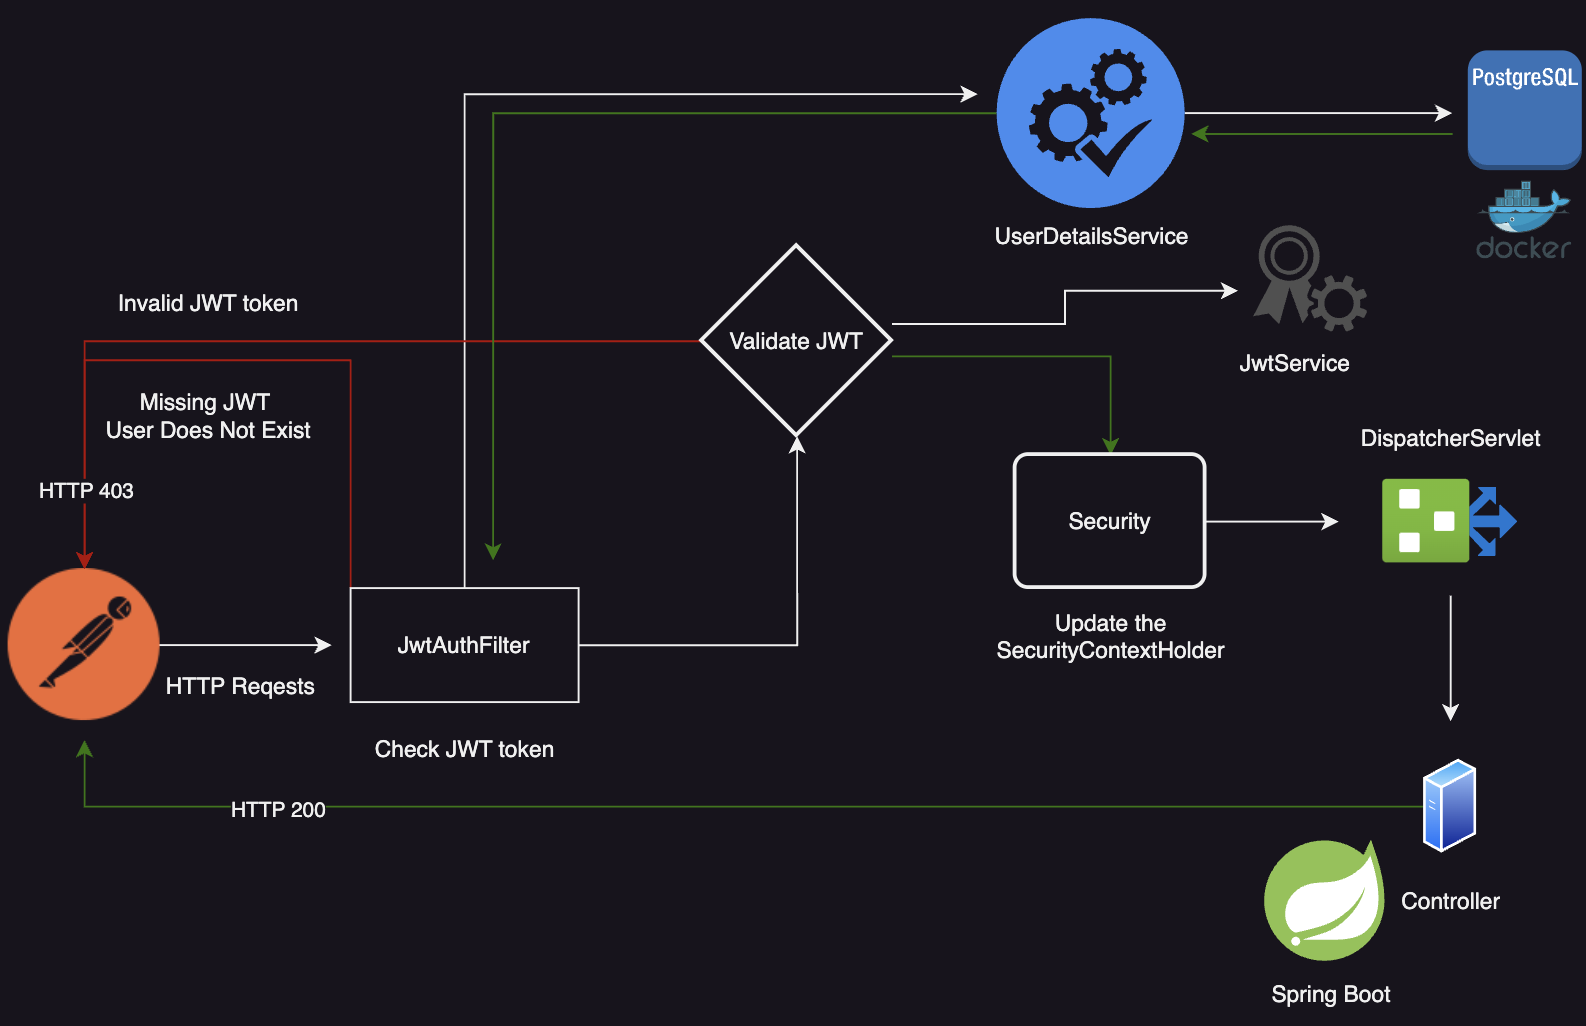 PostgreSQL
docker
UserDetailsService
Invalid JWT token
Validate JWT
JwtService
Missing JWT
User Does Not Exist
DispatcherServlet
HTTP 403
Security
Update the
SecurityContextHolder
JwtAuthFilter
HTTP Reqests
Check JWT token
HTTP 200
Controller
Spring Boot